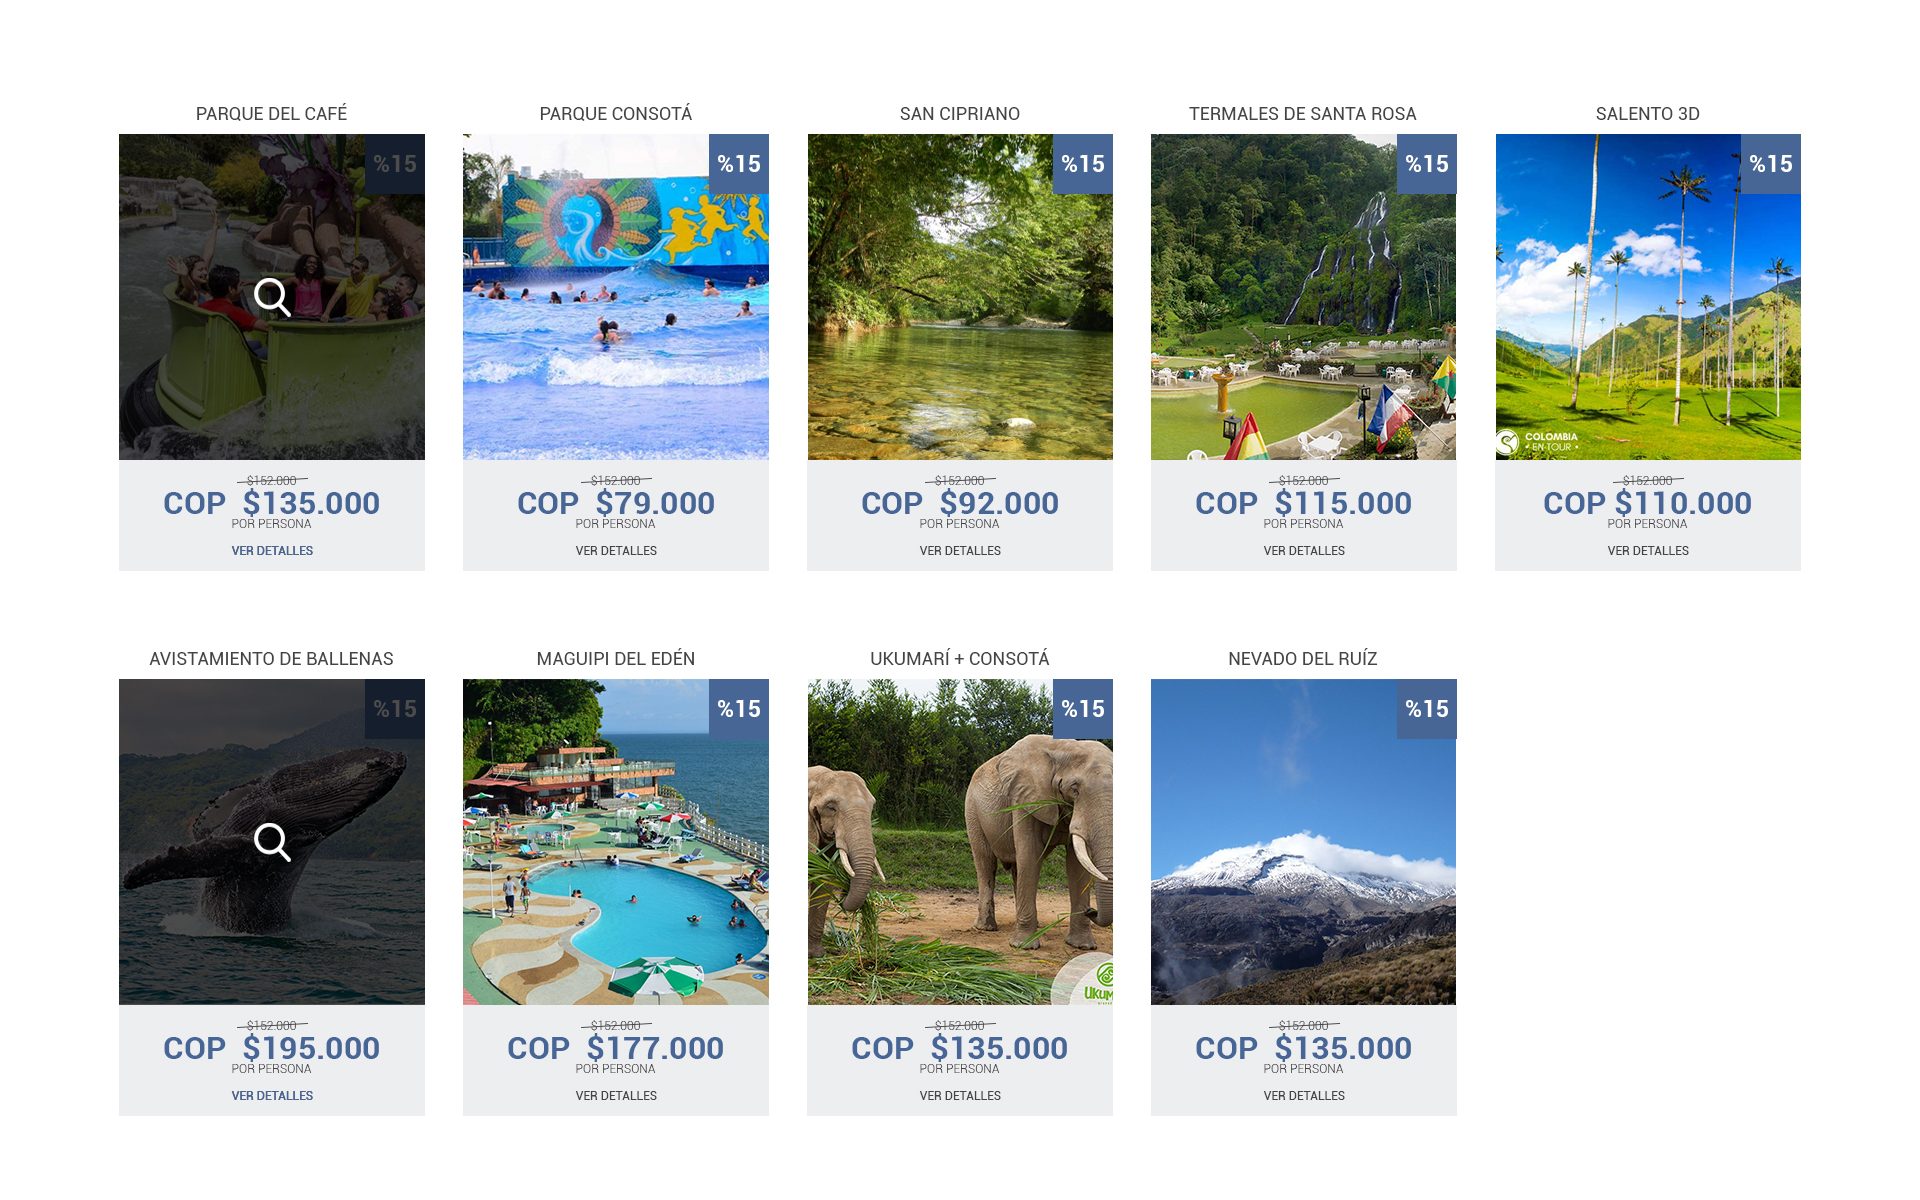 PARQUE DEL CAFÉ
%15
$152.000
COP $135.000
POR PERSONA
VER DETALLES
PARQUE CONSOTÁ
%15
$152.000
COP $79.000
POR PERSONA
VER DETALLES
SAN CIPRIANO
%15
$152.000
COP $92.000
POR PERSONA
VER DETALLES
TERMALES DE SANTA ROSA
%15
$152.000
COP $115.000
POR PERSONA
VER DETALLES
SALENTO 3D
%15
COLOMBIA
• EN TOUR •
$152.000
COP $110.000
POR PERSONA
VER DETALLES
AVISTAMIENTO DE BALLENAS
%15
$152.000
COP $195.000
POR PERSONA
VER DETALLES
MAGUIPI DEL EDÉN
%15
$152.000
COP $177.000
POR PERSONA
VER DETALLES
UKUMARÍ + CONSOTÁ
%15
$152.000
COP $135.000
POR PERSONA
VER DETALLES
NEVADO DEL RUÍZ
%15
$152.000
COP $135.000
POR PERSONA
VER DETALLES